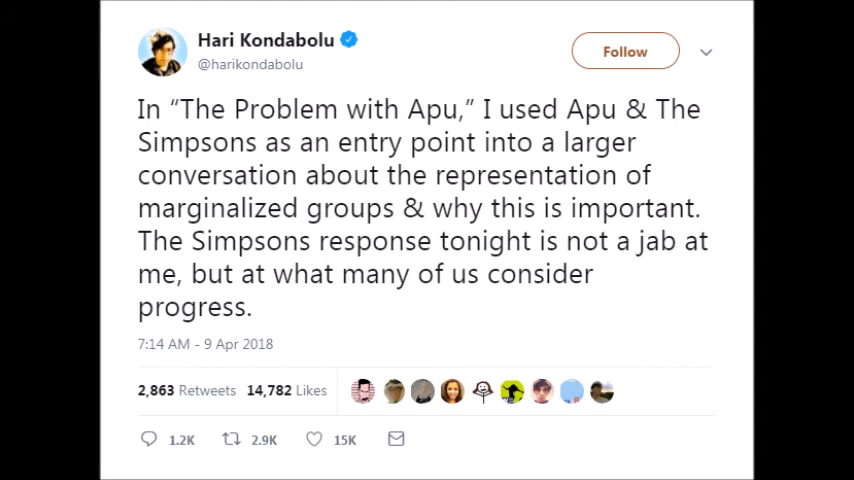 Hari Kondabolu
@harikondabolu
Follow
In “The Problem with Apu,” I used Apu & The
Simpsons as an entry point into a larger
conversation about the representation of
marginalized groups & why this is important.
The Simpsons response tonight is not a jab at
me, but at what many of us consider
progress.
7:14 AM - 9 Apr 2018
2,863 Retweets 14,782 Likes
1.2K 2.9K 15K